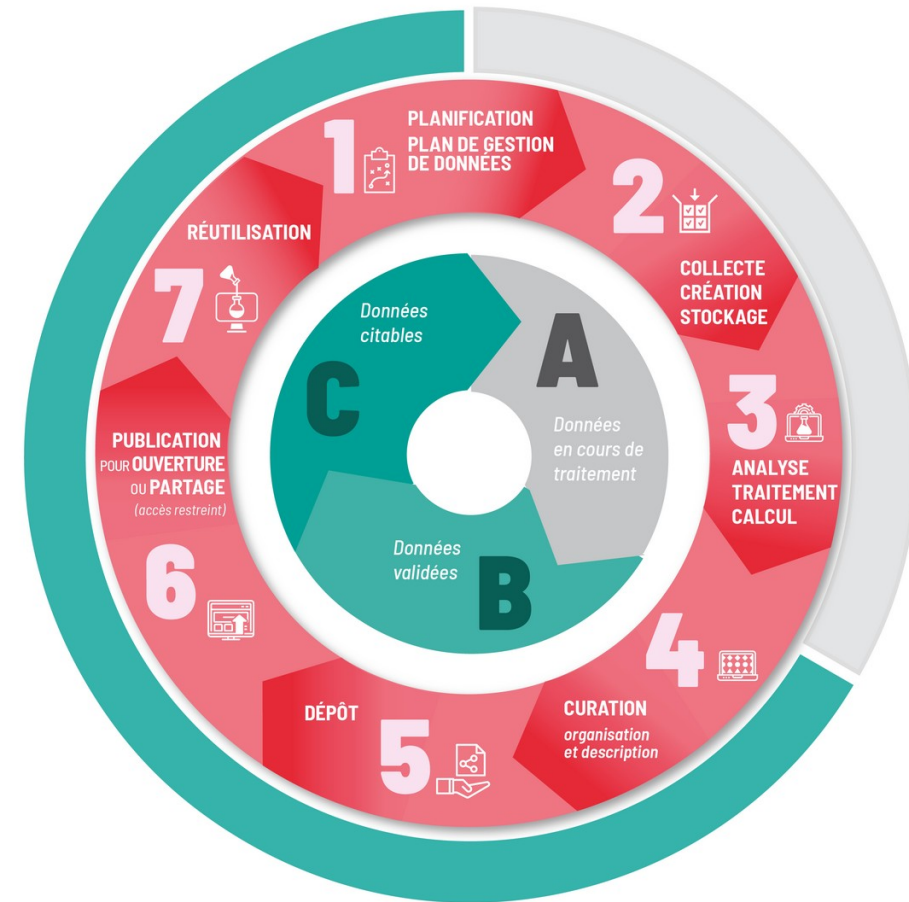 1
PLANIFICATION
PLAN DE GESTION
DE DONNÉES
2
COLLECTE
CRÉATION
STOCKAGE
3
ANALYSE
TRAITEMENT
CALCUL
4
CURATION
organisation
et description
5
DÉPÔT
6
PUBLICATION
POUR OUVERTURE
OU PARTAGE
(accès restreint)
7
RÉUTILISATION
A
Données
en cours de
traitement
B
Données
validées
C
Données
citables